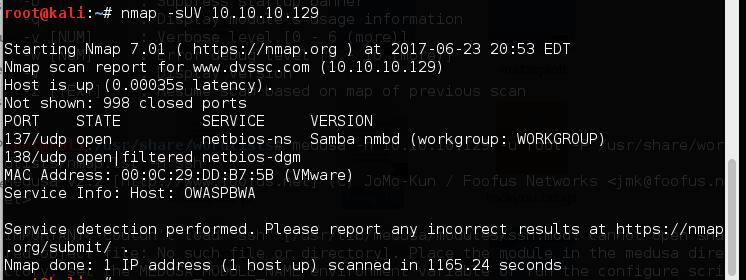 root@kali:~# nmap -sUV 10.10.10.129
Starting Nmap 7.01 ( https://nmap.org ) at 2017-06-23 20:53 EDT
Nmap scan report for www.dvssc.com (10.10.10.129)
Host is up (0.00035s latency).
Not shown: 998 closed ports
PORT    STATE         SERVICE     VERSION
137/udp open          netbios-ns  Samba nmbd (workgroup: WORKGROUP)
138/udp open|filtered netbios-dgm
MAC Address: 00:0C:29:DD:B7:5B (VMware)
Service Info: Host: OWASPBWA
Service detection performed. Please report any incorrect results at https://nmap
.org/submit/ .
Nmap done: 1 IP address (1 host up) scanned in 1165.24 seconds